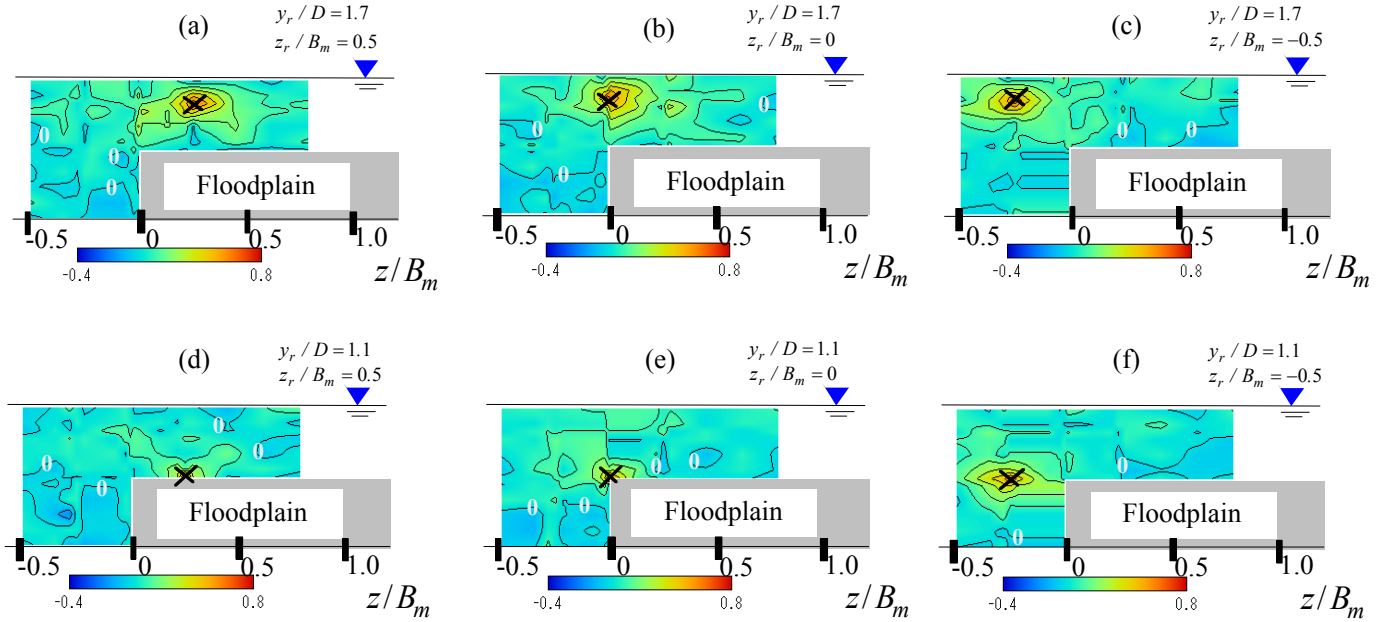 (a)
y_r / D = 1.7
z_r / B_m = 0.5
0
0
0
Floodplain
-0.5 0 0.5 1.0
-0.4 0.8
z/B_m
(b)
y_r / D = 1.7
z_r / B_m = 0
0
0
0
Floodplain
-0.5 0 0.5 1.0
-0.4 0.8
z/B_m
(c)
y_r / D = 1.7
z_r / B_m = -0.5
0 0
Floodplain
-0.5 0 0.5 1.0
-0.4 0.8
z/B_m
(d)
y_r / D = 1.1
z_r / B_m = 0.5
0
0
0
0
Floodplain
-0.5 0 0.5 1.0
-0.4 0.8
z/B_m
(e)
y_r / D = 1.1
z_r / B_m = 0
0 0
0 0
Floodplain
-0.5 0 0.5 1.0
-0.4 0.8
z/B_m
(f)
y_r / D = 1.1
z_r / B_m = -0.5
0
0
Floodplain
-0.5 0 0.5 1.0
-0.4 0.8
z/B_m